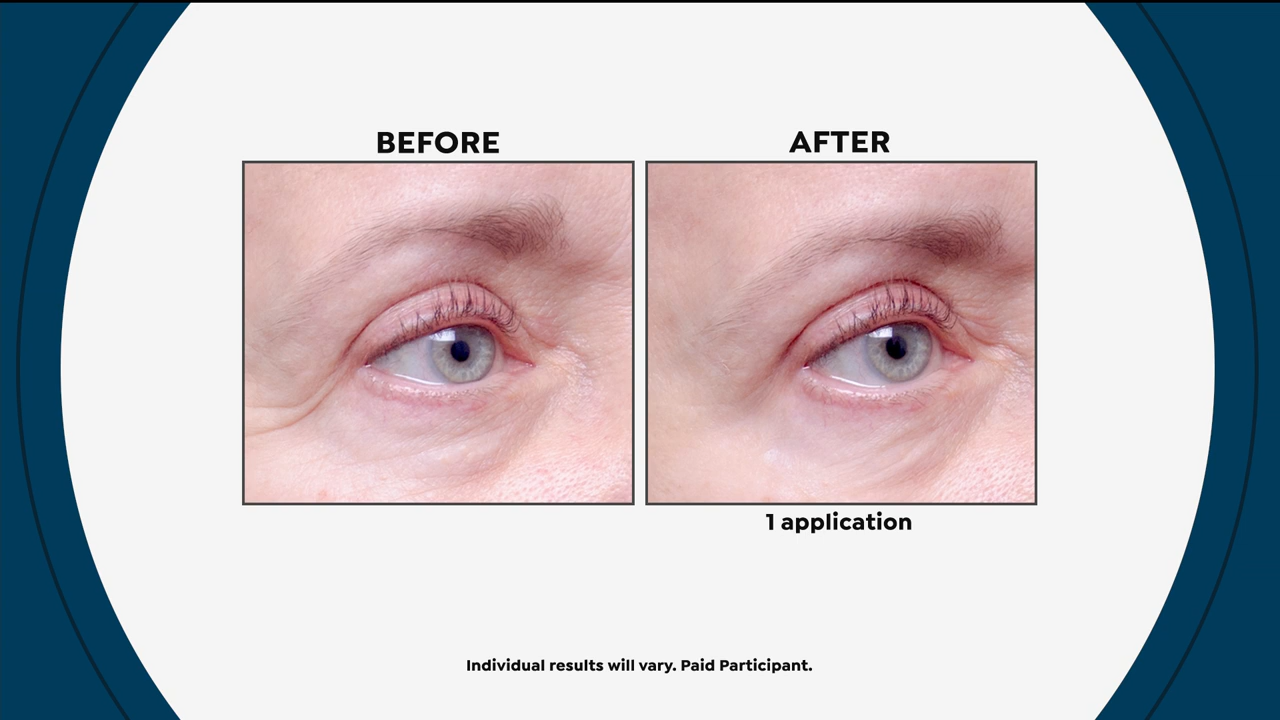 BEFORE
AFTER
1 application
Individual results will vary. Paid Participant.